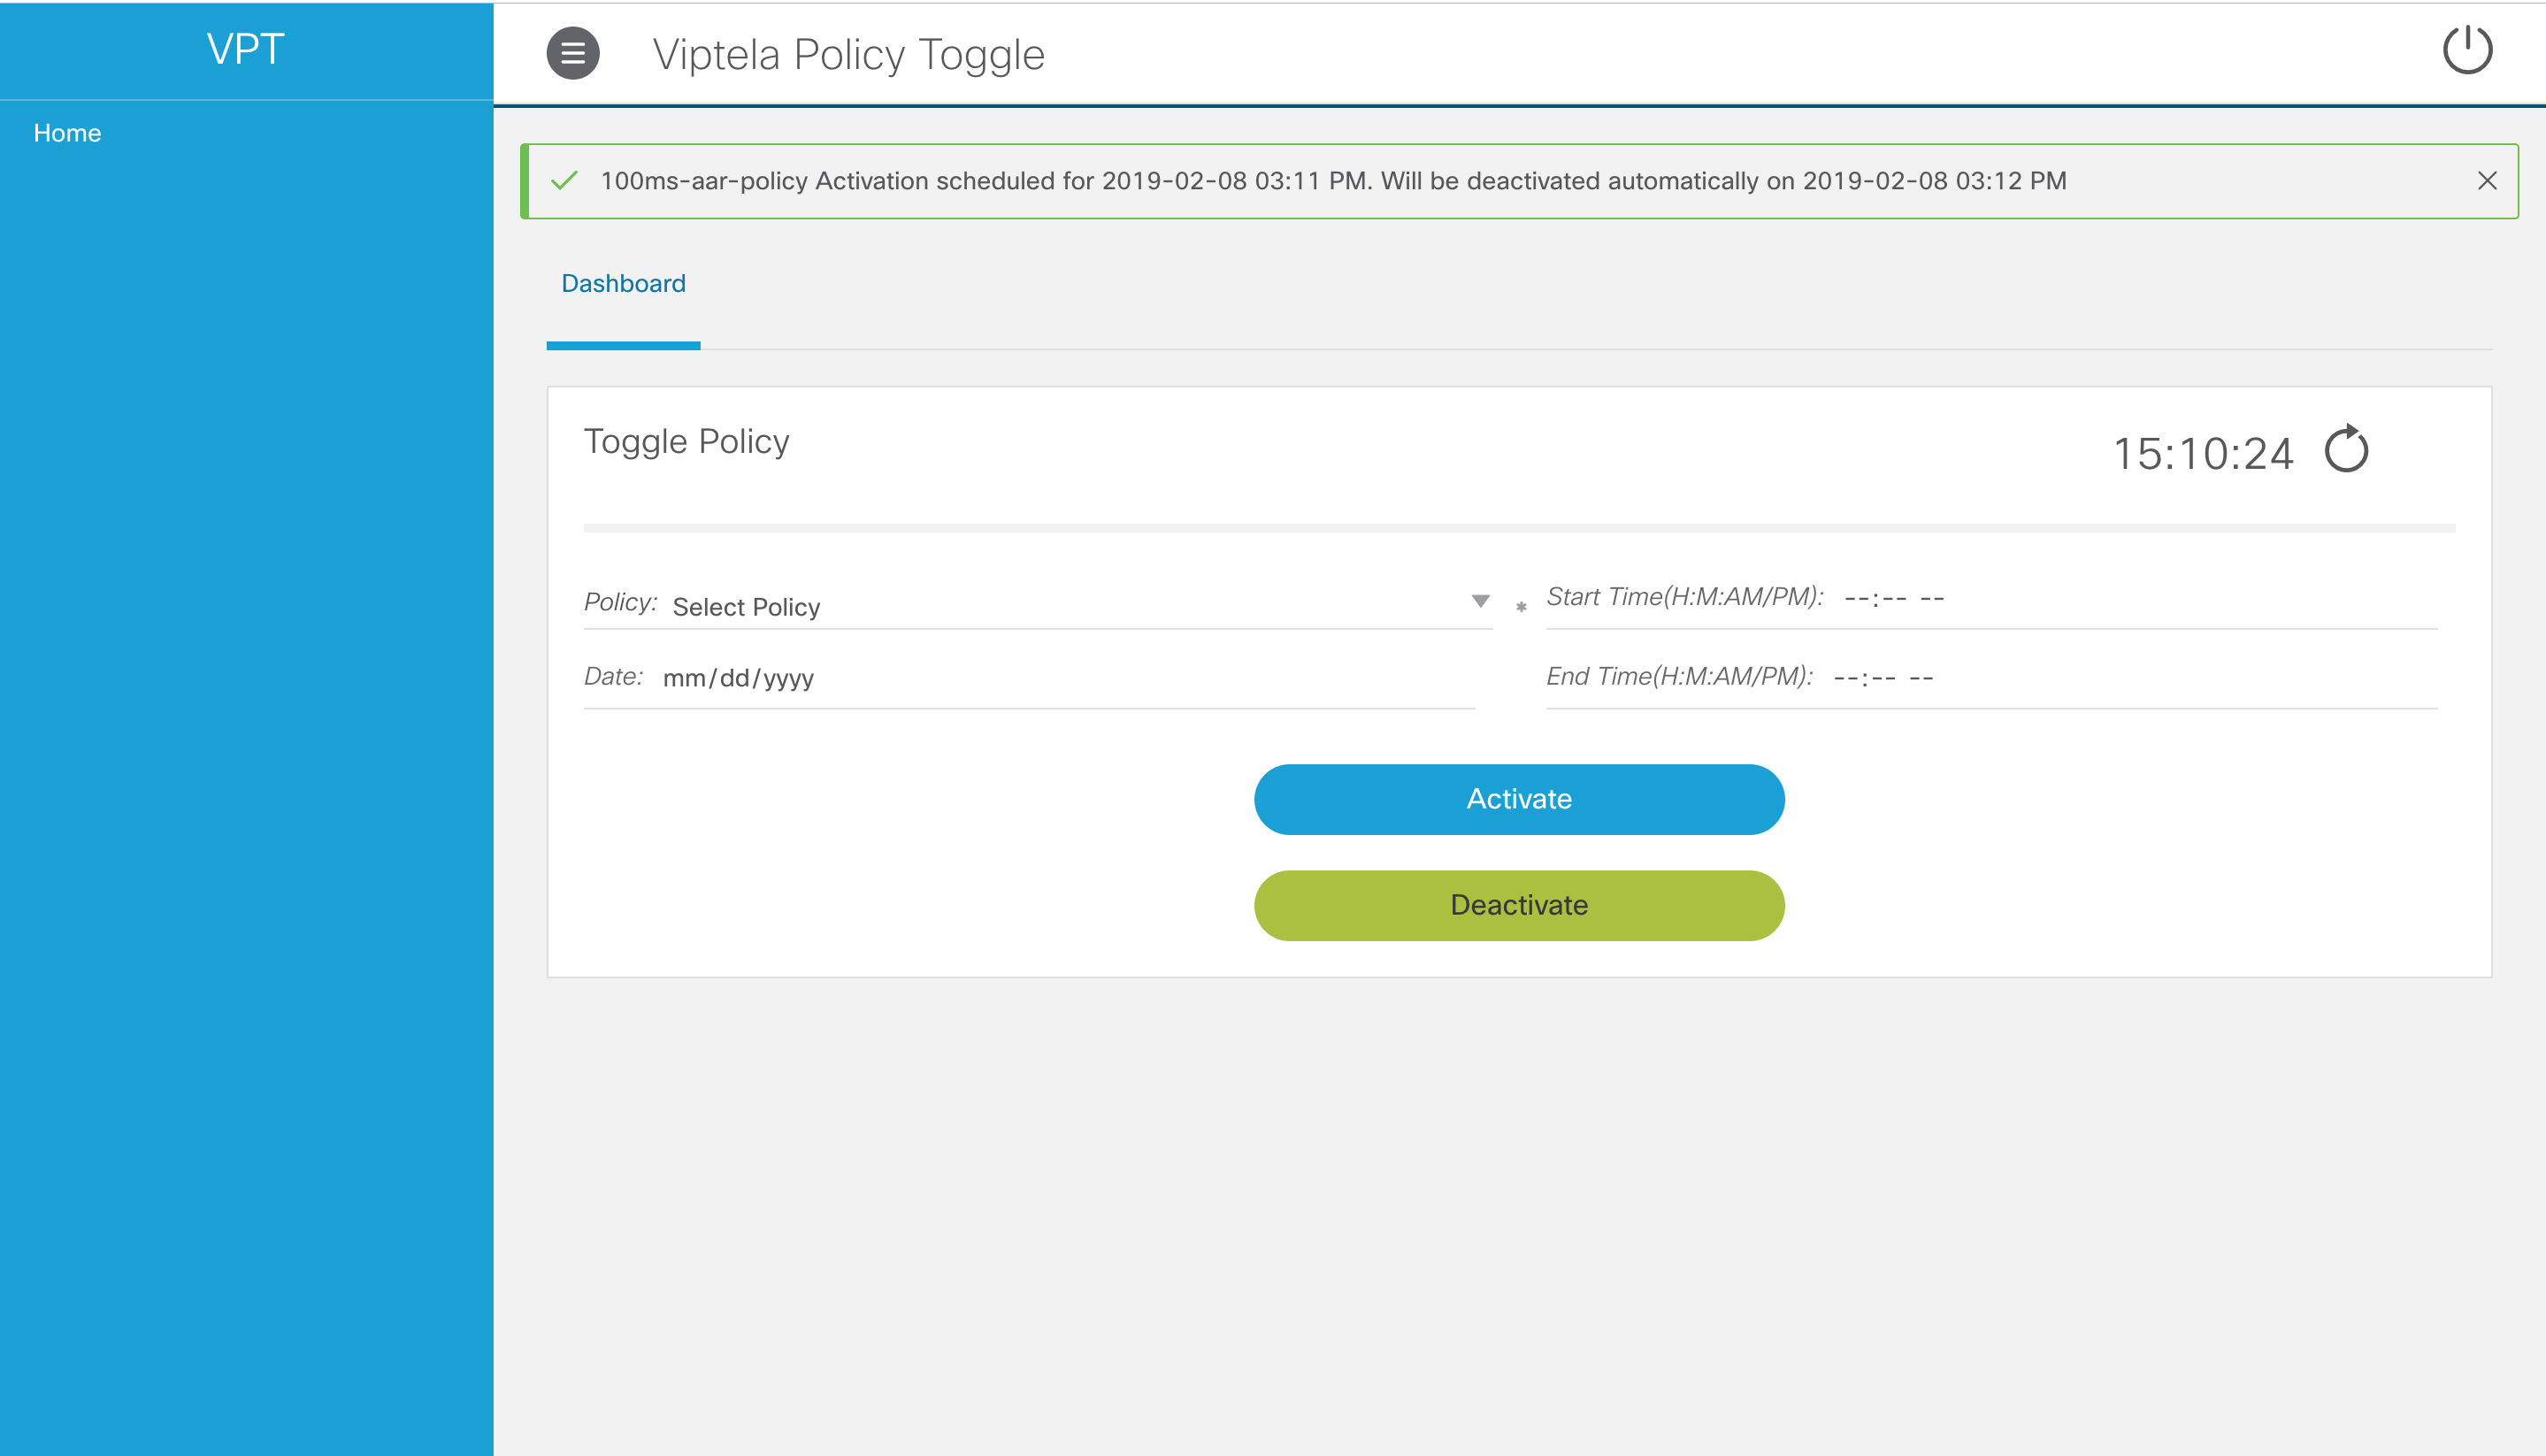 VPT
Viptela Policy Toggle
Home
100ms-aar-policy Activation scheduled for 2019-02-08 03:11 PM. Will be deactivated automatically on 2019-02-08 03:12 PM
Dashboard
Toggle Policy
15:10:24
Policy: Select Policy
* Start Time(H:M:AM/PM): --:-- --
Date: mm/dd/yyyy
End Time(H:M:AM/PM): --:-- --
Activate
Deactivate